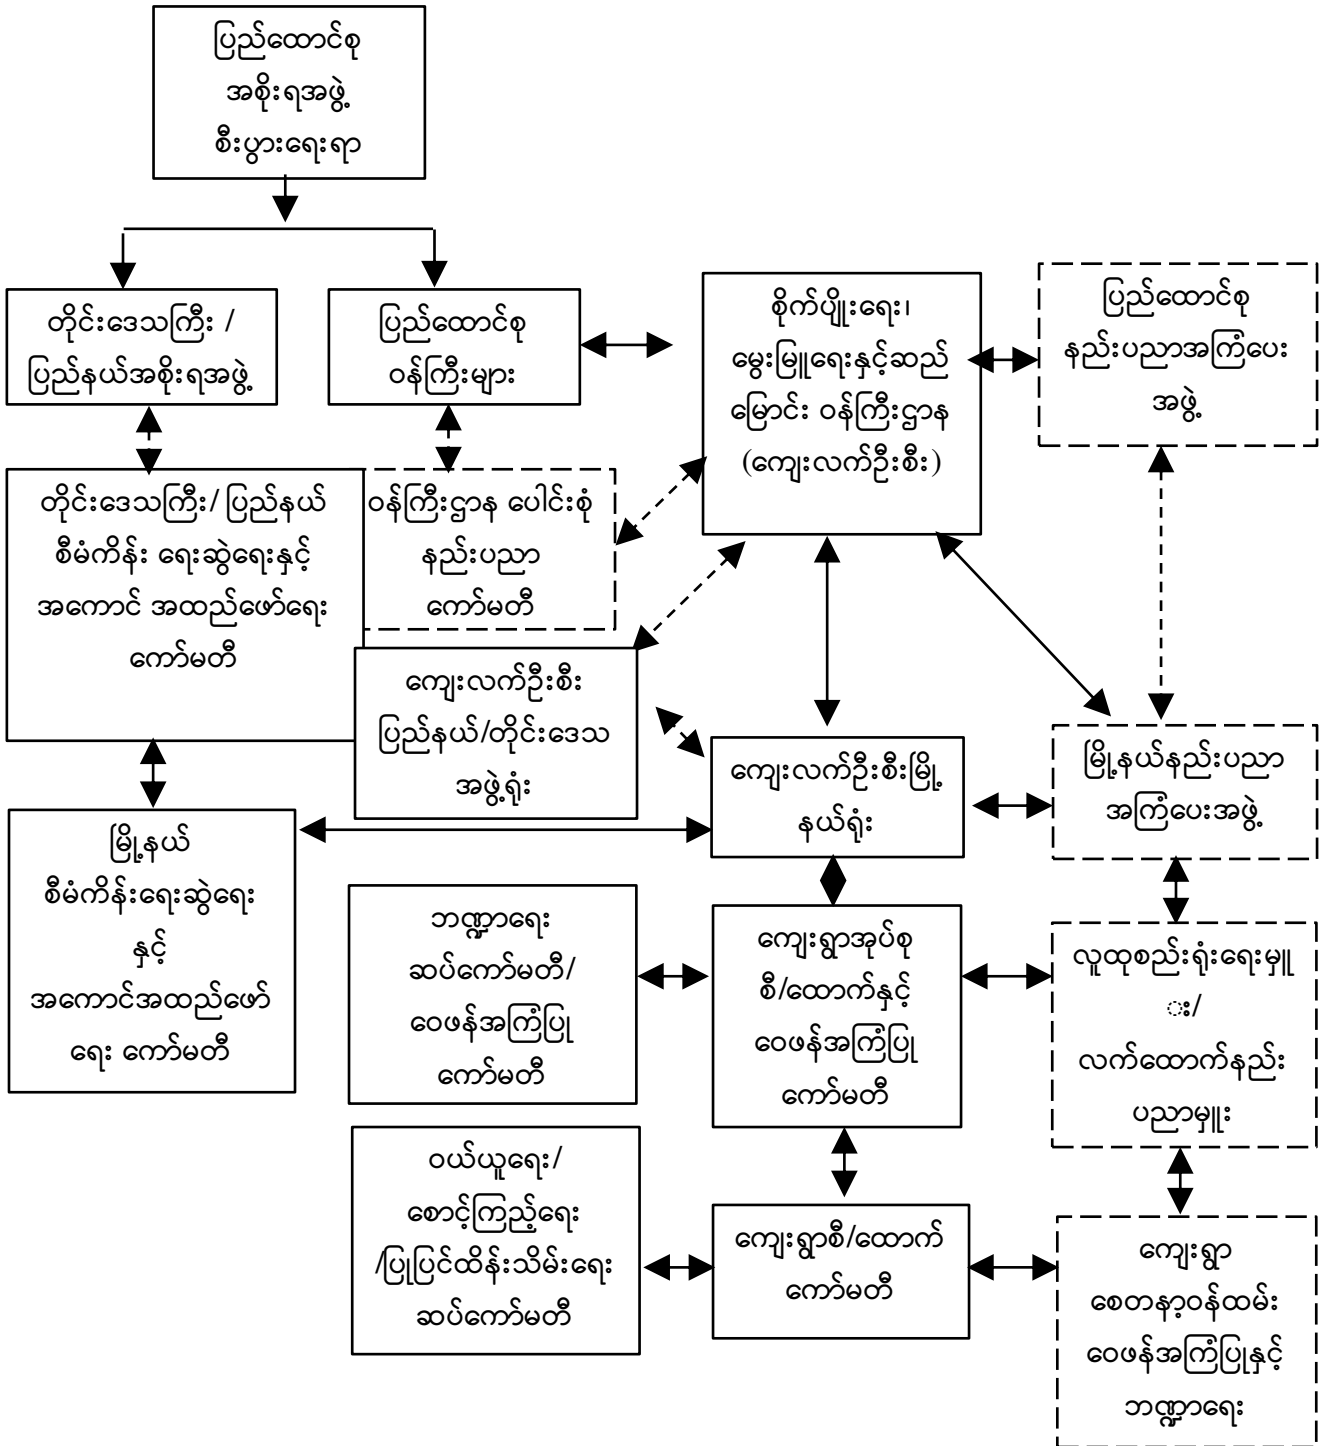 ပြည်ထောင်စု
အစိုးရအဖွဲ့
စီးပွားရေးရာ
တိုင်းဒေသကြီး /
ပြည်နယ်အစိုးရအဖွဲ့
ပြည်ထောင်စု
ဝန်ကြီးများ
စိုက်ပျိုးရေး၊
မွေးမြူရေးနှင့်ဆည်
မြောင်း ဝန်ကြီးဌာန
(ကျေးလက်ဦးစီး)
ပြည်ထောင်စု
နည်းပညာအကြံပေး
အဖွဲ့
တိုင်းဒေသကြီး/ ပြည်နယ်
စီမံကိန်း ရေးဆွဲရေးနှင့်
အကောင် အထည်ဖော်ရေး
ကော်မတီ
ဝန်ကြီးဌာန ပေါင်းစုံ
နည်းပညာ
ကော်မတီ
ကျေးလက်ဦးစီး
ပြည်နယ်/တိုင်းဒေသ
အဖွဲ့ရုံး
ကျေးလက်ဦးစီးမြို့
နယ်ရုံး
မြို့နယ်နည်းပညာ
အကြံပေးအဖွဲ့
မြို့နယ်
စီမံကိန်းရေးဆွဲရေး
နှင့်
အကောင်အထည်ဖော်
ရေး ကော်မတီ
ဘဏ္ဍာရေး
ဆပ်ကော်မတီ/
ဝေဖန်အကြံပြု
ကော်မတီ
ကျေးရွာအုပ်စု
စီ/ထောက်နှင့်
ဝေဖန်အကြံပြု
ကော်မတီ
လူထုစည်းရုံးရေးမှူ
း/
လက်ထောက်နည်း
ပညာမှူး
ဝယ်ယူရေး/
စောင့်ကြည့်ရေး
/ပြုပြင်ထိန်းသိမ်းရေး
ဆပ်ကော်မတီ
ကျေးရွာစီ/ထောက်
ကော်မတီ
ကျေးရွာ
စေတနာ့ဝန်ထမ်း
ဝေဖန်အကြံပြုနှင့်
ဘဏ္ဍာရေး